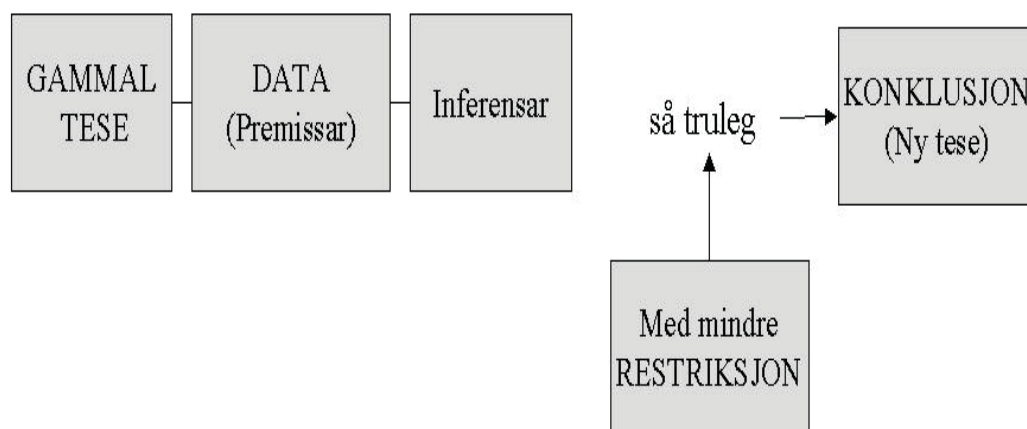 GAMMAL
TESE
DATA
(Premissar)
Inferensar
så truleg
KONKLUSJON
(Ny tese)
Med mindre
RESTRIKSJON